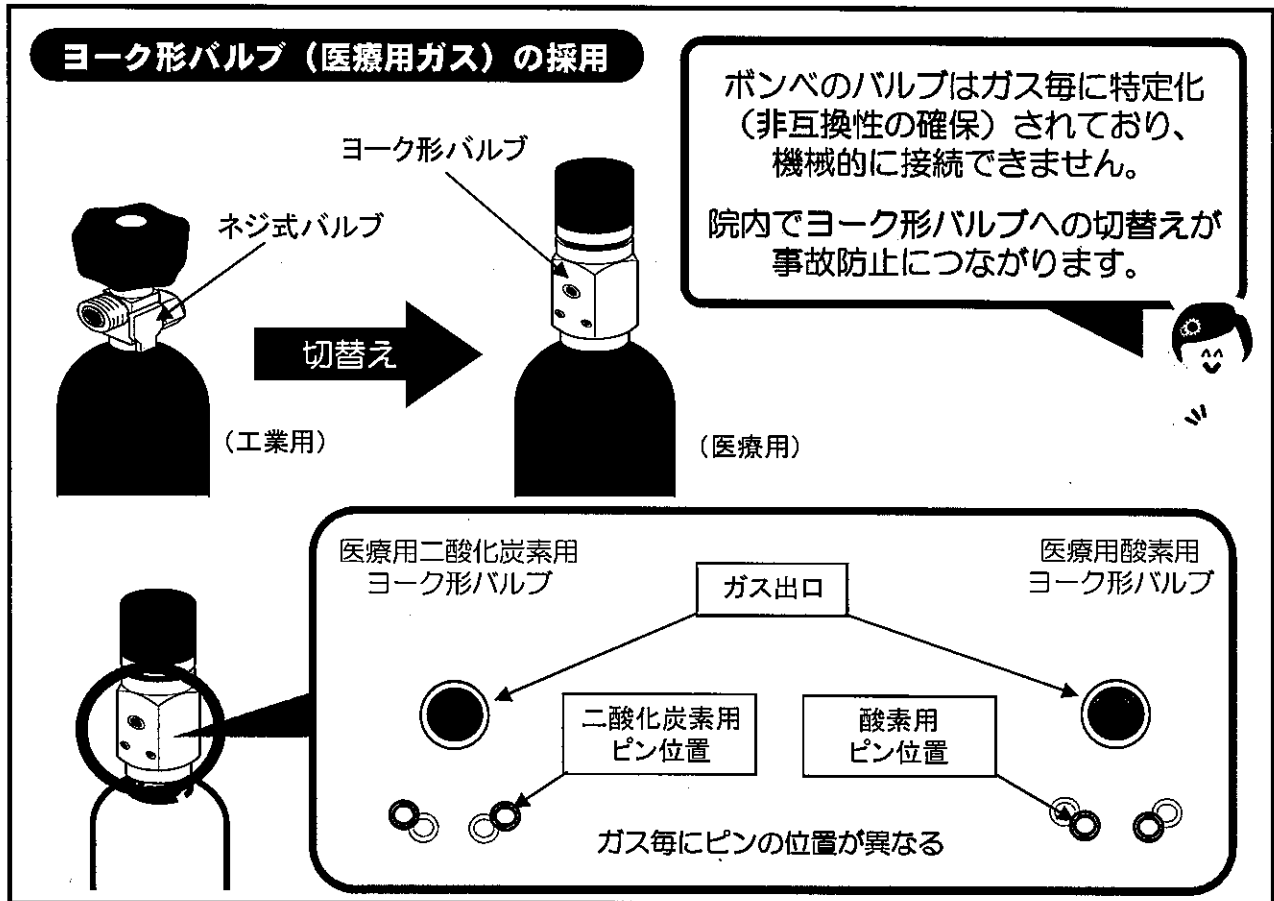 ヨーク形バルブ（医療用ガス）の採用
ボンベのバルブはガス毎に特定化
（非互換性の確保）されており、
機械的に接続できません。
院内でヨーク形バルブへの切替えが
事故防止につながります。
ヨーク形バルブ
ネジ式バルブ
切替え
（工業用）
（医療用）
医療用二酸化炭素用
ヨーク形バルブ
ガス出口
医療用酸素用
ヨーク形バルブ
二酸化炭素用
ピン位置
酸素用
ピン位置
ガス毎にピンの位置が異なる